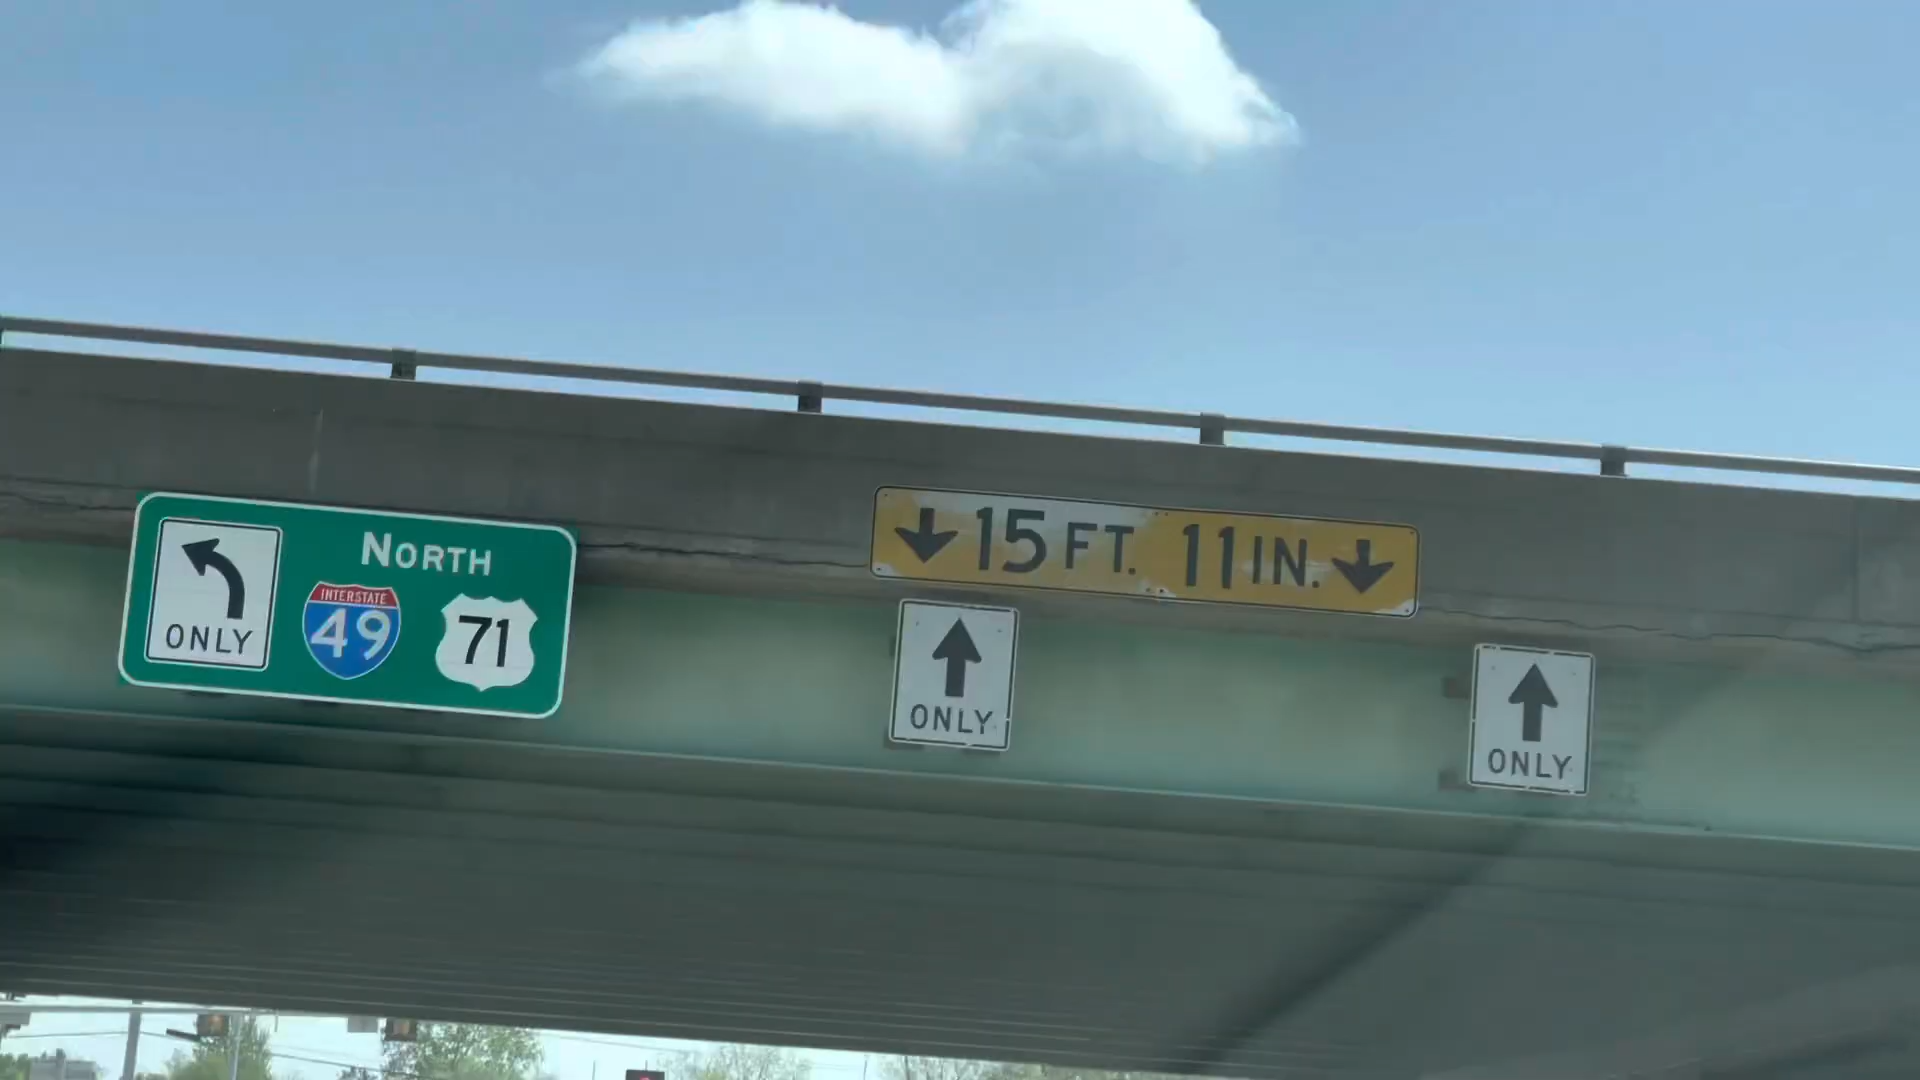 NORTH
ONLY
INTERSTATE
49
71
15 FT. 11 IN.
ONLY
ONLY